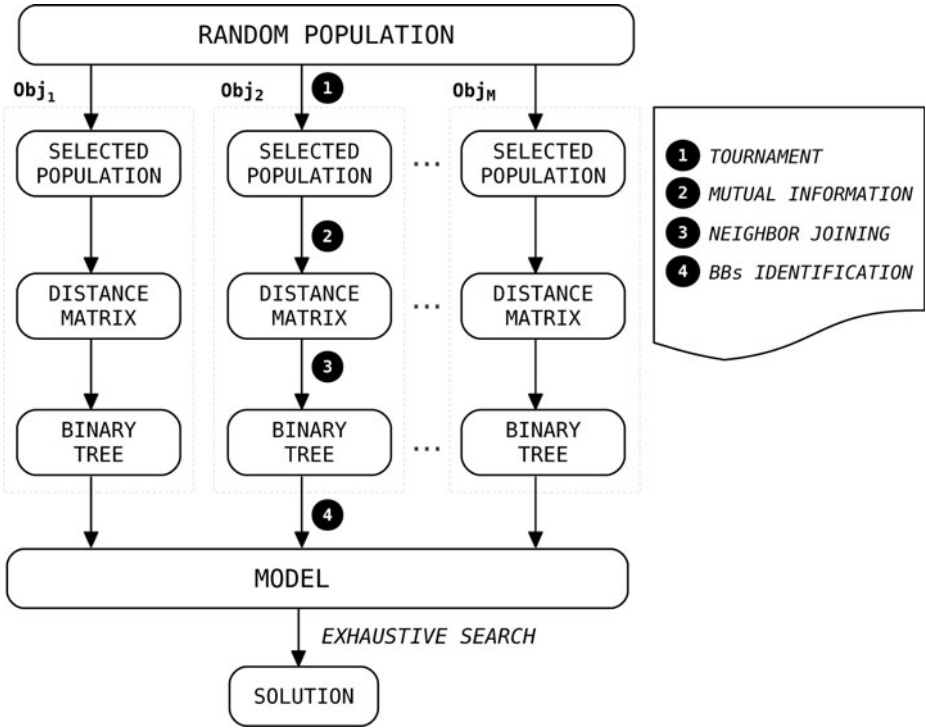 RANDOM POPULATION
Obj1
Obj2
1
ObjM
SELECTED
POPULATION
SELECTED
POPULATION
...
SELECTED
POPULATION
2
DISTANCE
MATRIX
DISTANCE
MATRIX
...
DISTANCE
MATRIX
3
BINARY
TREE
BINARY
TREE
...
BINARY
TREE
4
MODEL
EXHAUSTIVE SEARCH
SOLUTION
1 TOURNAMENT
2 MUTUAL INFORMATION
3 NEIGHBOR JOINING
4 BBs IDENTIFICATION